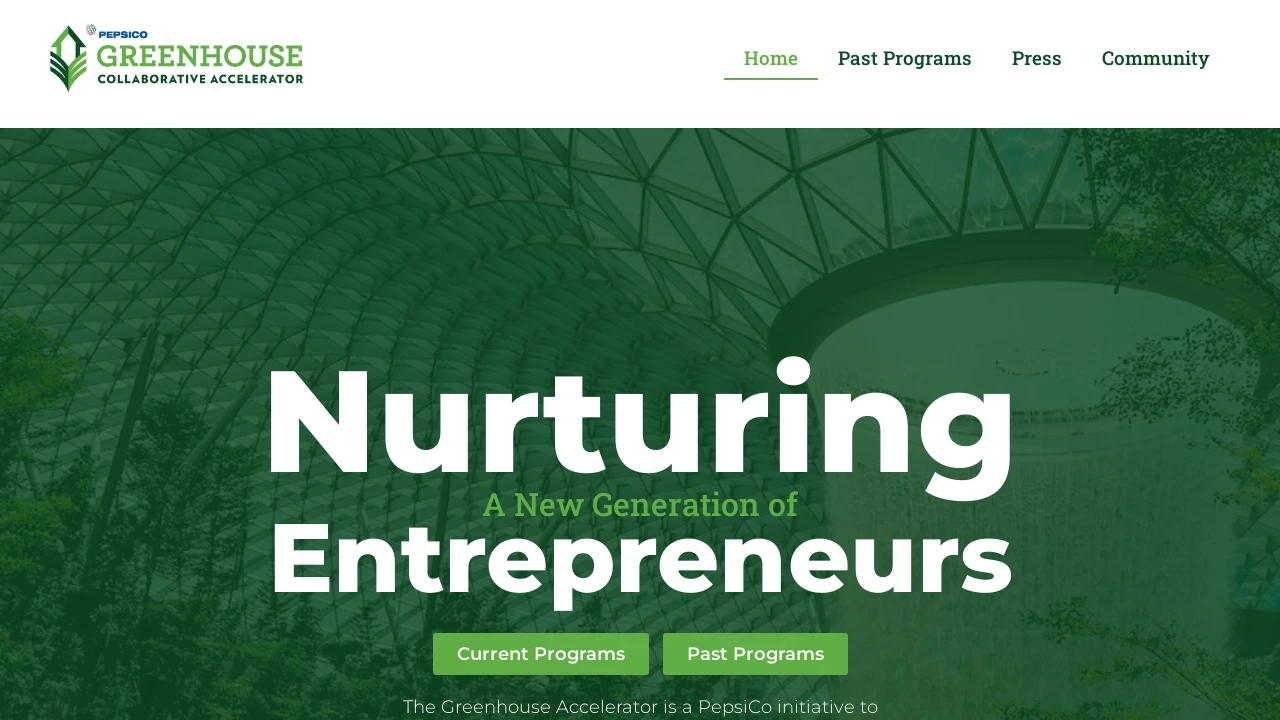 PEPSICO
GREENHOUSE
COLLABORATIVE ACCELERATOR
Home
Past Programs
Press
Community
Nurturing
A New Generation of
Entrepreneurs
Current Programs
Past Programs
The Greenhouse Accelerator is a PepsiCo initiative to